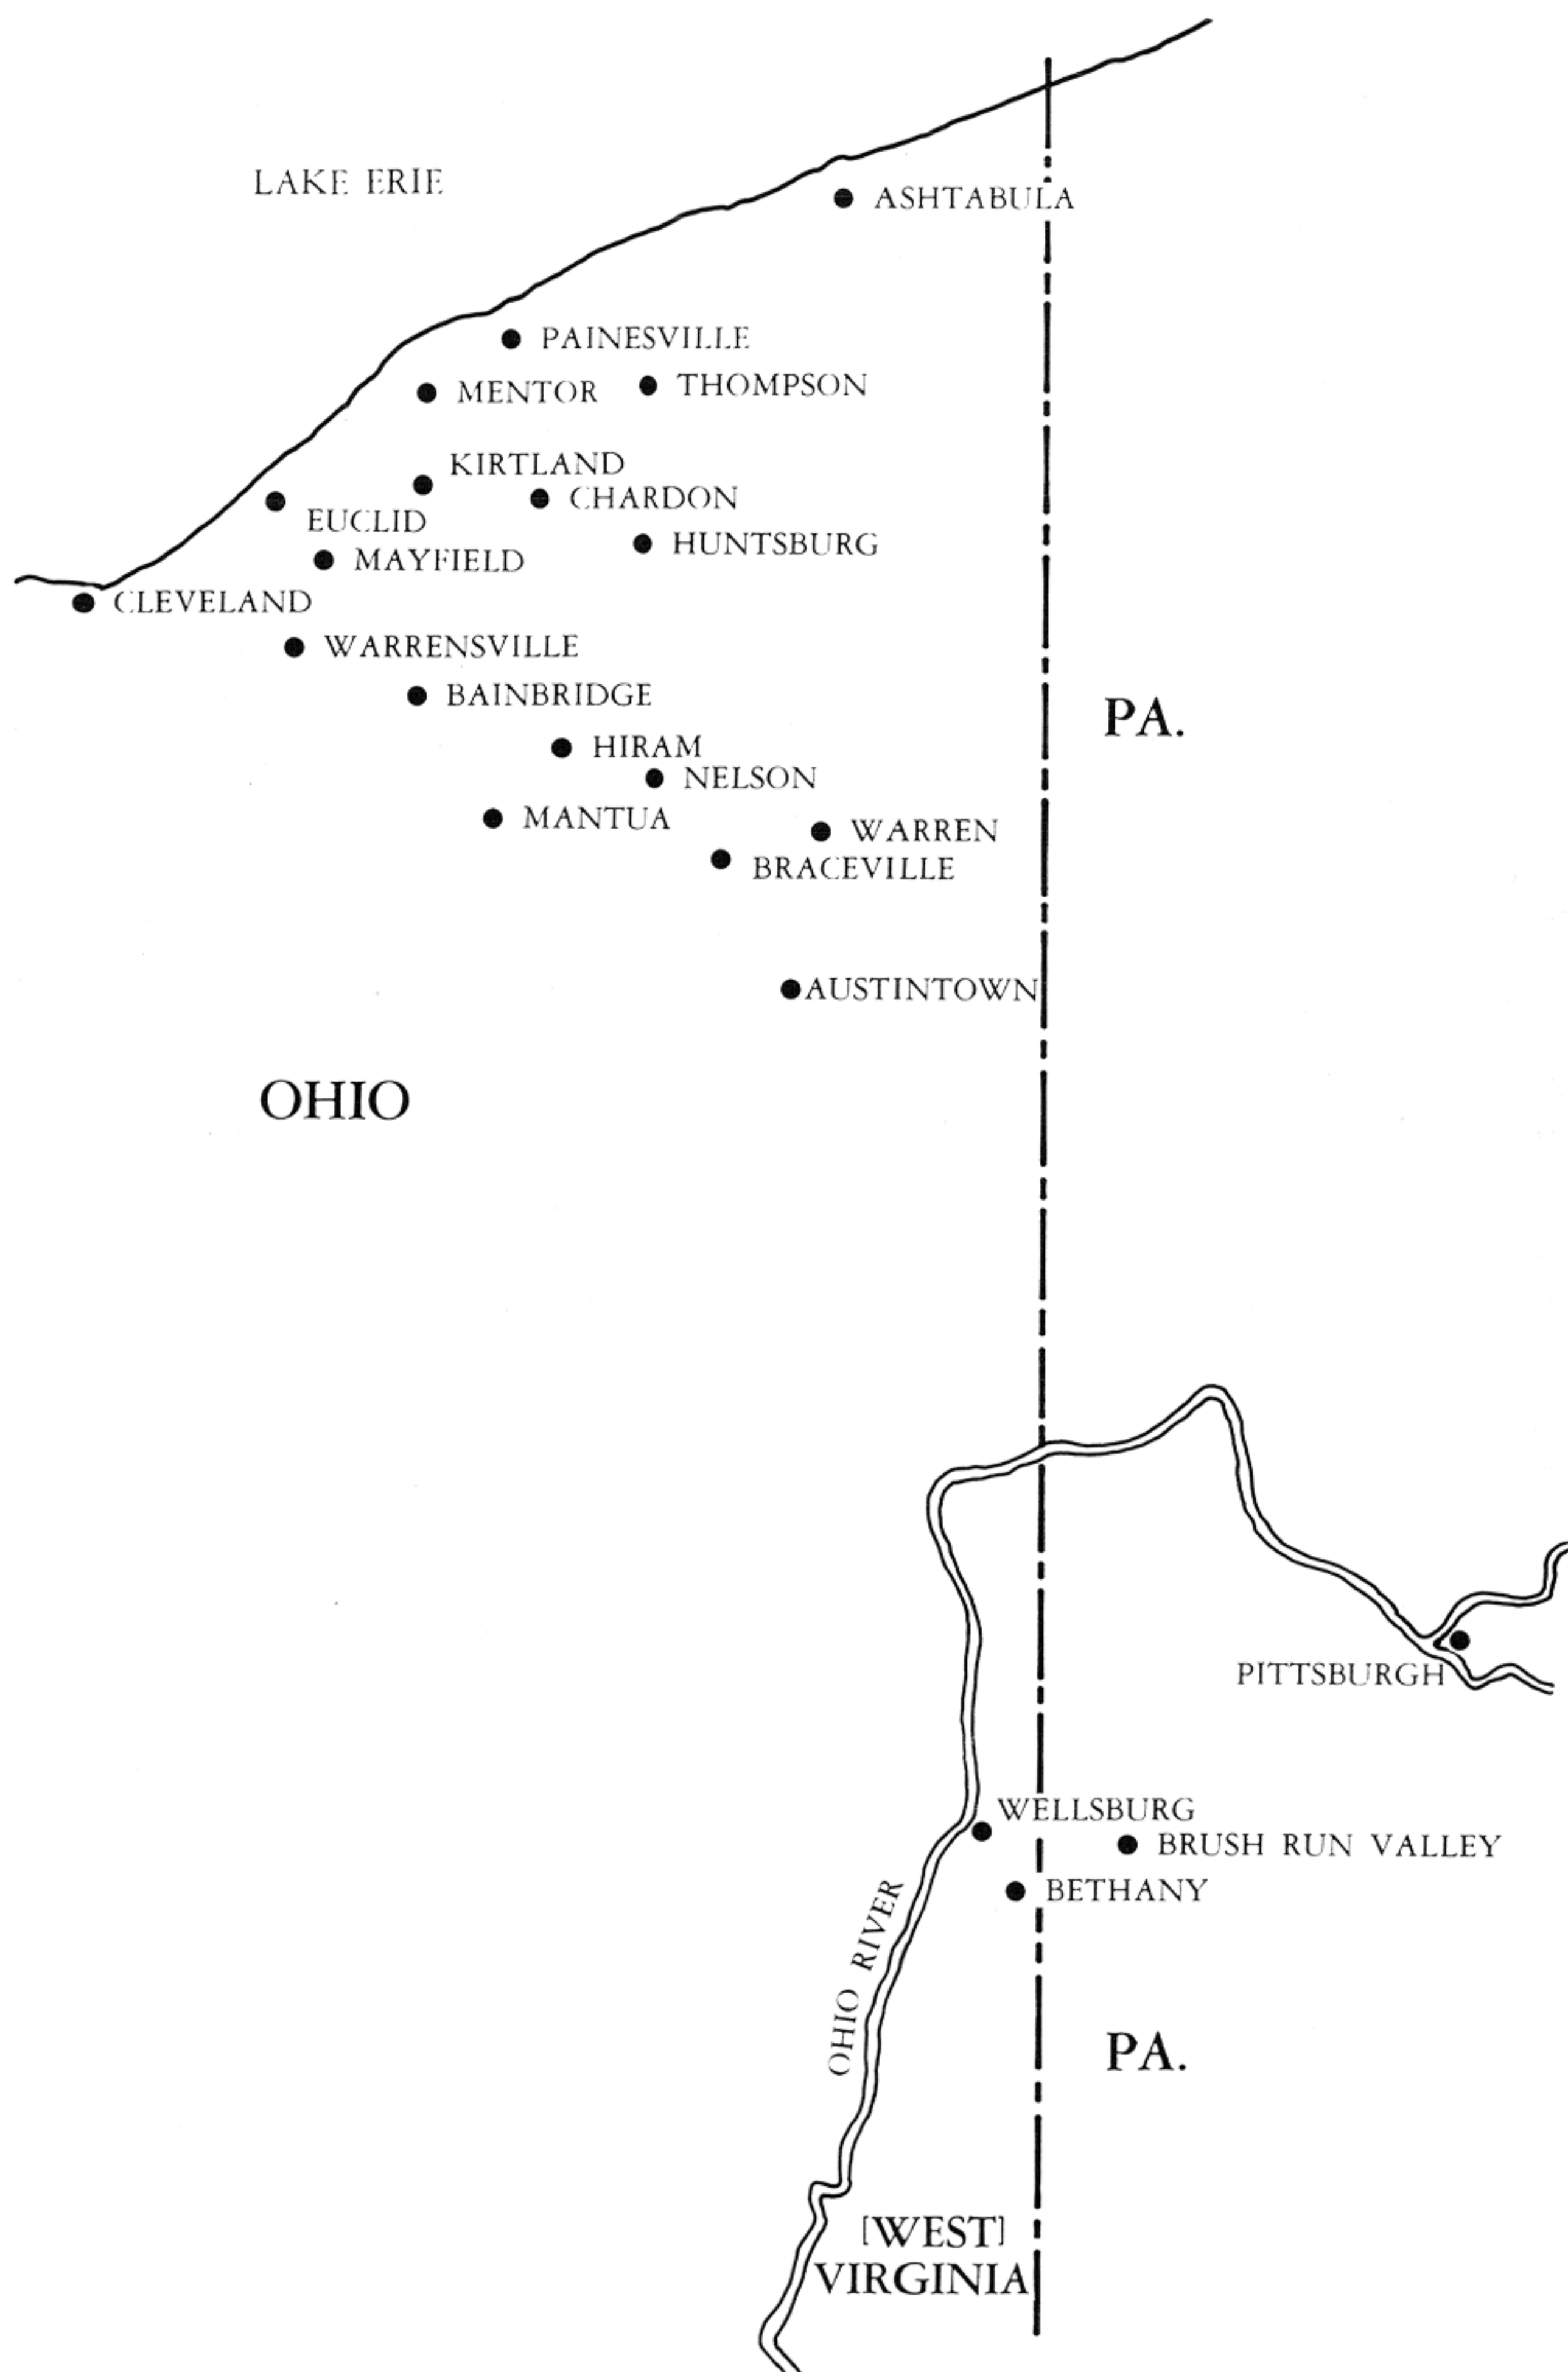 LAKE ERIE
ASHTABULA
PAINESVILLE
MENTOR
THOMPSON
KIRTLAND
CHARDON
EUCLID
HUNTSBURG
MAYFIELD
CLEVELAND
WARRENSVILLE
BAINBRIDGE
PA.
HIRAM
NELSON
MANTUA
WARREN
BRACEVILLE
AUSTINTOWN
OHIO
PITTSBURGH
WELLSBURG
BRUSH RUN VALLEY
BETHANY
OHIO RIVER
PA.
[WEST]
VIRGINIA